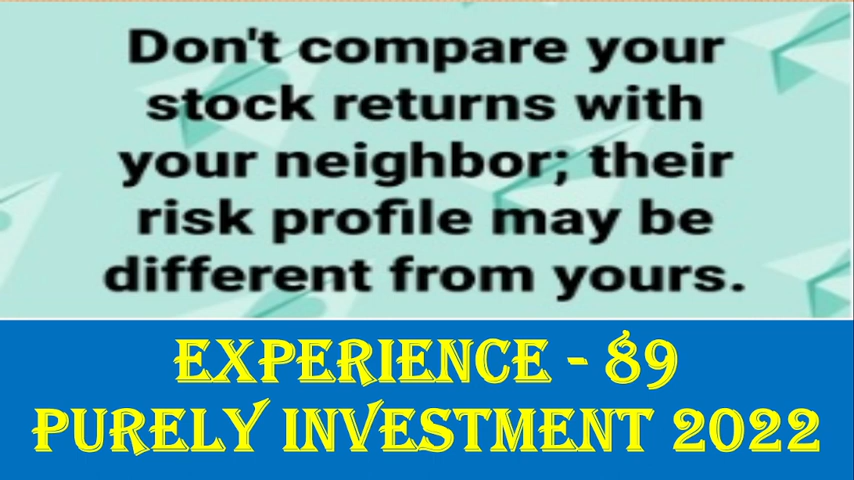 Don't compare your
stock returns with
your neighbor; their
risk profile may be
different from yours.
EXPERIENCE - 89
PURELY INVESTMENT 2022